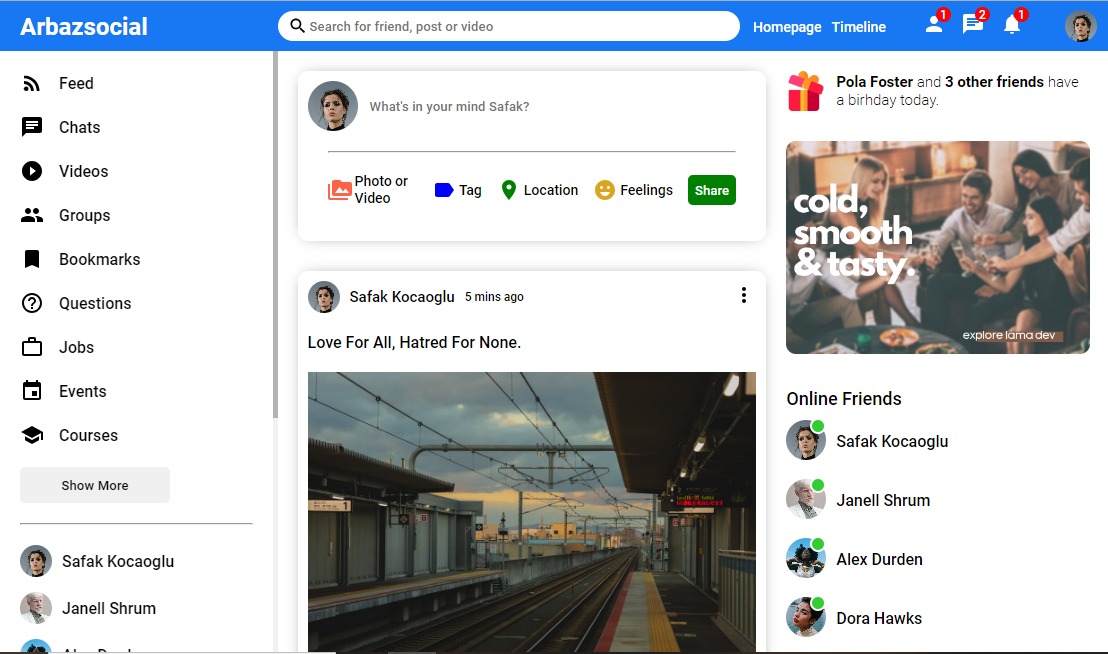 Arbazsocial
Search for friend, post or video
Homepage Timeline
1
2
1
Feed
Chats
Videos
Groups
Bookmarks
Questions
Jobs
Events
Courses
Show More
Safak Kocaoglu
Janell Shrum
What's in your mind Safak?
Photo or
Video
Tag
Location
Feelings
Share
Safak Kocaoglu 5 mins ago
Love For All, Hatred For None.
1
Pola Foster and 3 other friends have
a birhday today.
cold,
smooth
& tasty.
explore lama dev
Online Friends
Safak Kocaoglu
Janell Shrum
Alex Durden
Dora Hawks